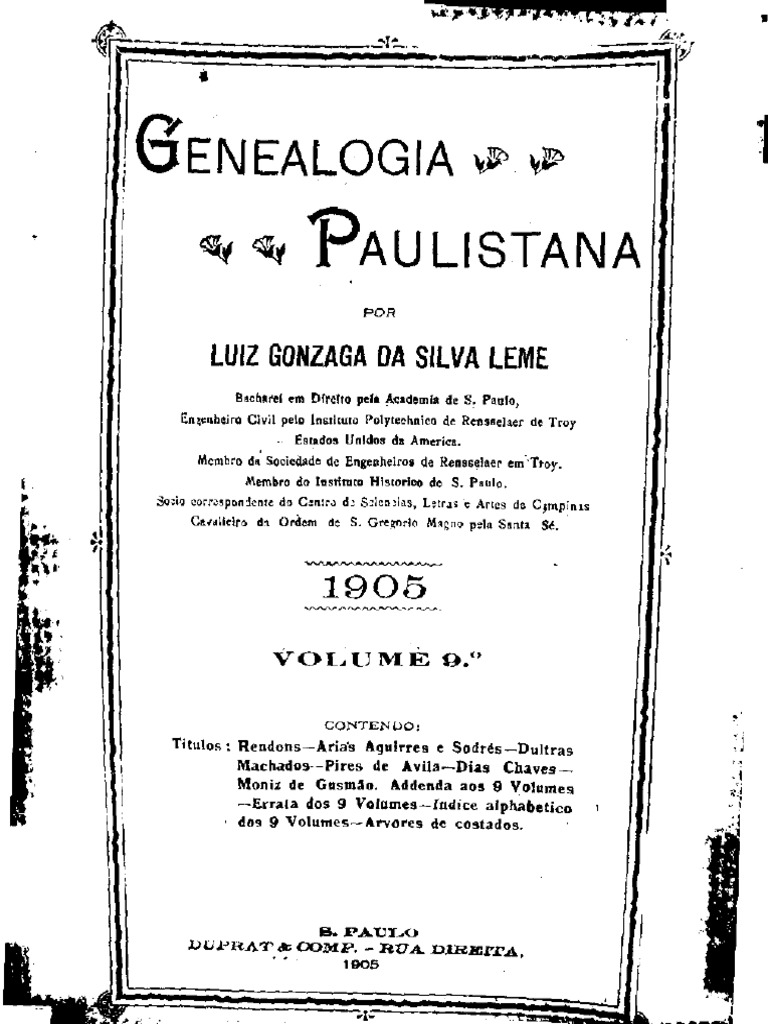 GENEALOGIA
PAULISTANA
POR
LUIZ GONZAGA DA SILVA LEME
Bacharel em Direito pela Academia de S. Paulo,
Engenheiro Civil pelo Instituto Polytechnico de Rensselaer de Troy
Estados Unidos da America.
Membro da Sociedade de Engenheiros de Rensselaer em Troy.
Membro do Instituto Historico de S. Paulo.
Socio correspondente do Centro de Sciencias, Letras e Artes de Campinas
Cavalleiro da Ordem de S. Gregorio Magno pela Santa Sé.
1905
VOLUME 9.º
CONTENDO:
Titulos: Rendons—Arias Aguirres e Sodrés—Dultras
Machados—Pires de Avila—Dias Chaves—
Moniz de Gusmão. Addenda aos 9 Volumes
—Errata dos 9 Volumes—Indice alphabetico
dos 9 Volumes—Arvores de costados.
S. PAULO
DUPRAT & COMP. - RUA DIREITA,
1905